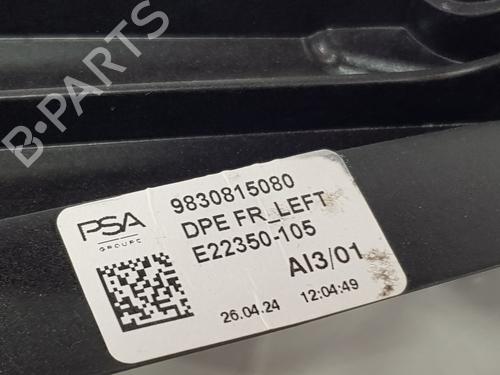 B-PARTS
PSA
GROUPE
9830815080
DPE FR_LEFT
E22350-105
AI3/01
26.04.24 12:04:49